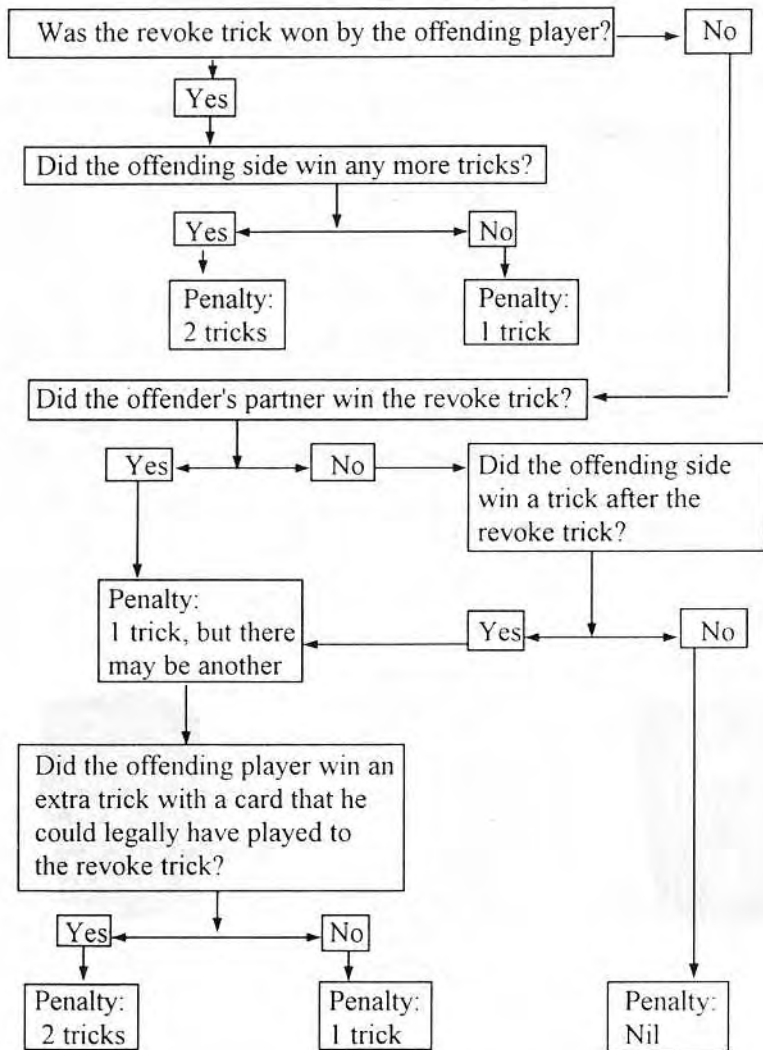 Was the revoke trick won by the offending player?
No
Yes
Did the offending side win any more tricks?
Yes
No
Penalty:
2 tricks
Penalty:
1 trick
Did the offender's partner win the revoke trick?
Yes
No
Did the offending side
win a trick after the
revoke trick?
Penalty:
1 trick, but there
may be another
Yes
No
Did the offending player win an
extra trick with a card that he
could legally have played to
the revoke trick?
Yes
No
Penalty:
2 tricks
Penalty:
1 trick
Penalty:
Nil